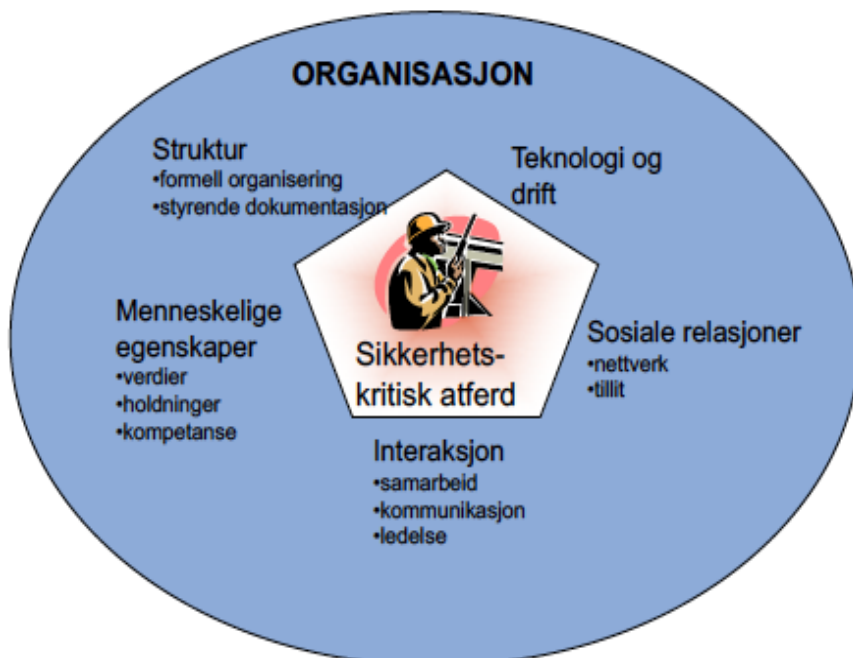 ORGANISASJON
Struktur
•formell organisering
•styrende dokumentasjon
Teknologi og
drift
Menneskelige
egenskaper
•verdier
•holdninger
•kompetanse
Sikkerhets-
kritisk atferd
Sosiale relasjoner
•nettverk
•tillit
Interaksjon
•samarbeid
•kommunikasjon
•ledelse